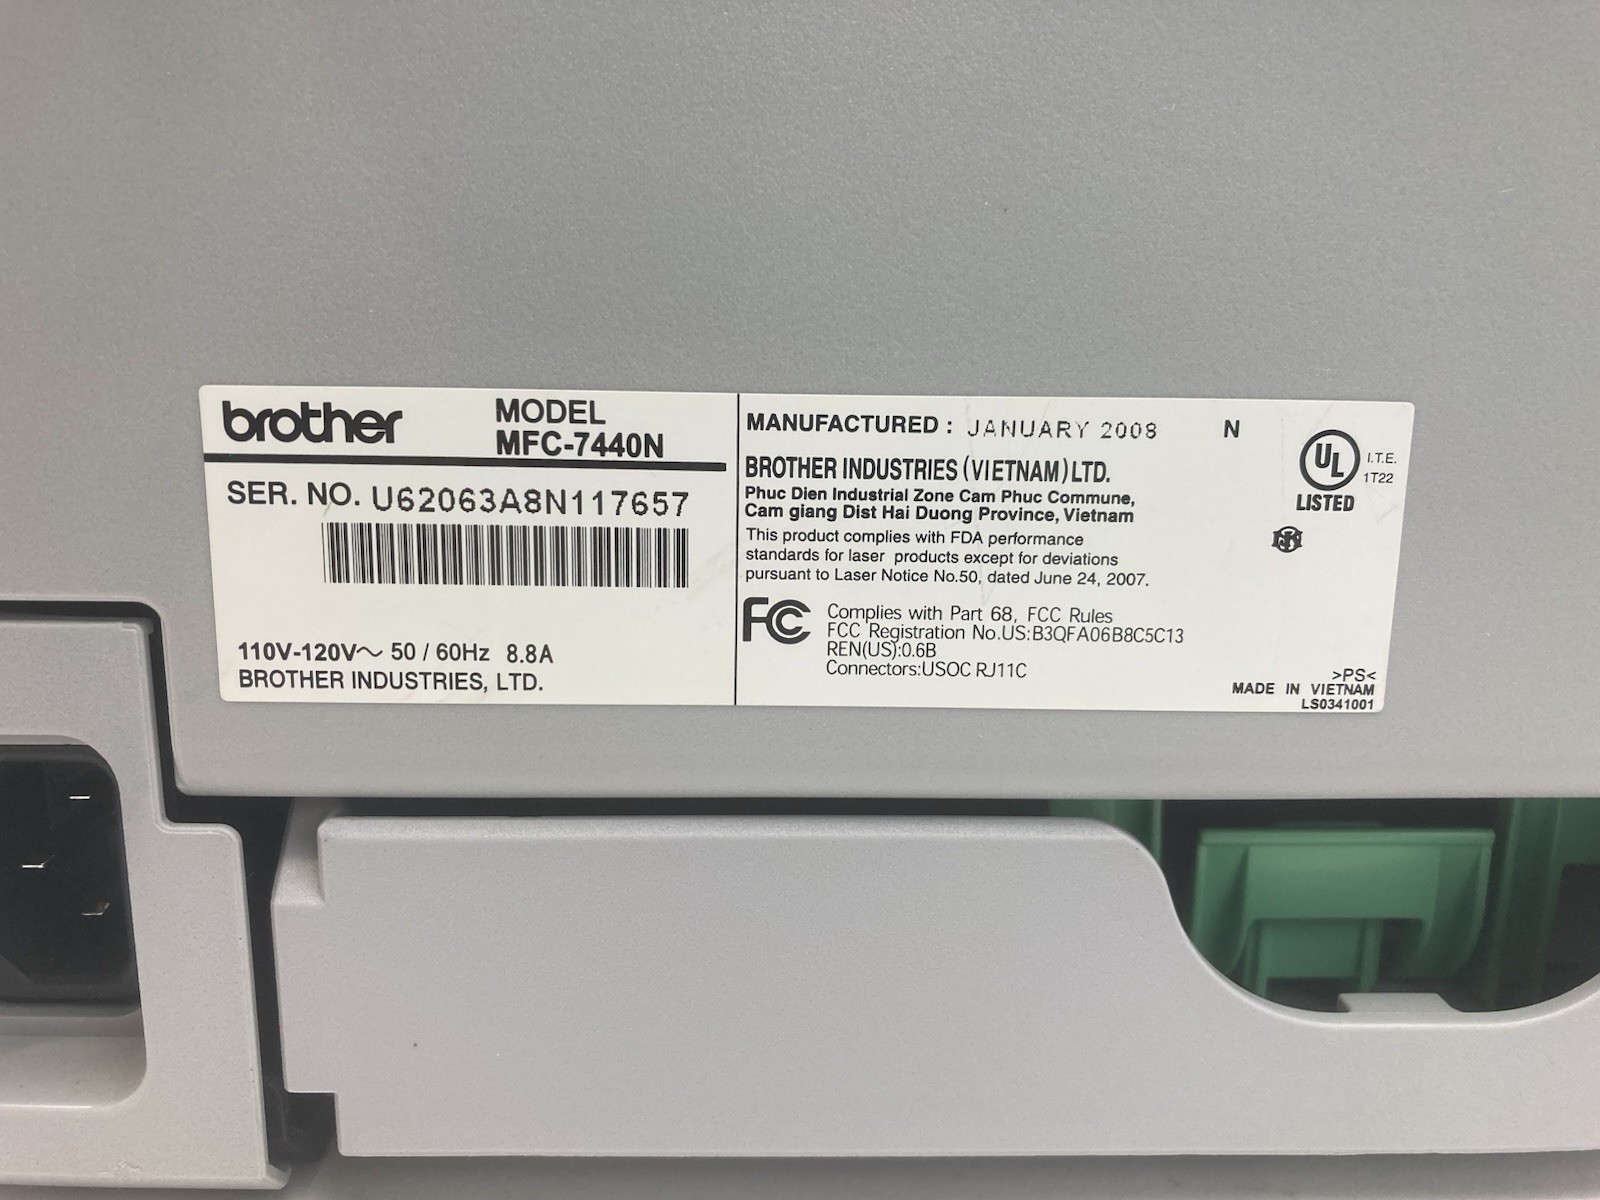 brother
MODEL
MFC-7440N
SER. NO. U62063A8N117657
110V-120V~ 50 / 60Hz 8.8A
BROTHER INDUSTRIES, LTD.
MANUFACTURED : JANUARY 2008 N
BROTHER INDUSTRIES (VIETNAM) LTD.
Phuc Dien Industrial Zone Cam Phuc Commune,
Cam giang Dist Hai Duong Province, Vietnam
This product complies with FDA performance
standards for laser products except for deviations
pursuant to Laser Notice No.50, dated June 24, 2007.
FC
Complies with Part 68, FCC Rules
FCC Registration No.US:B3QFA06B8C5C13
REN(US):0.6B
Connectors:USOC RJ11C
UL
I.T.E.
1T22
LISTED
>PS<
MADE IN VIETNAM
LS0341001